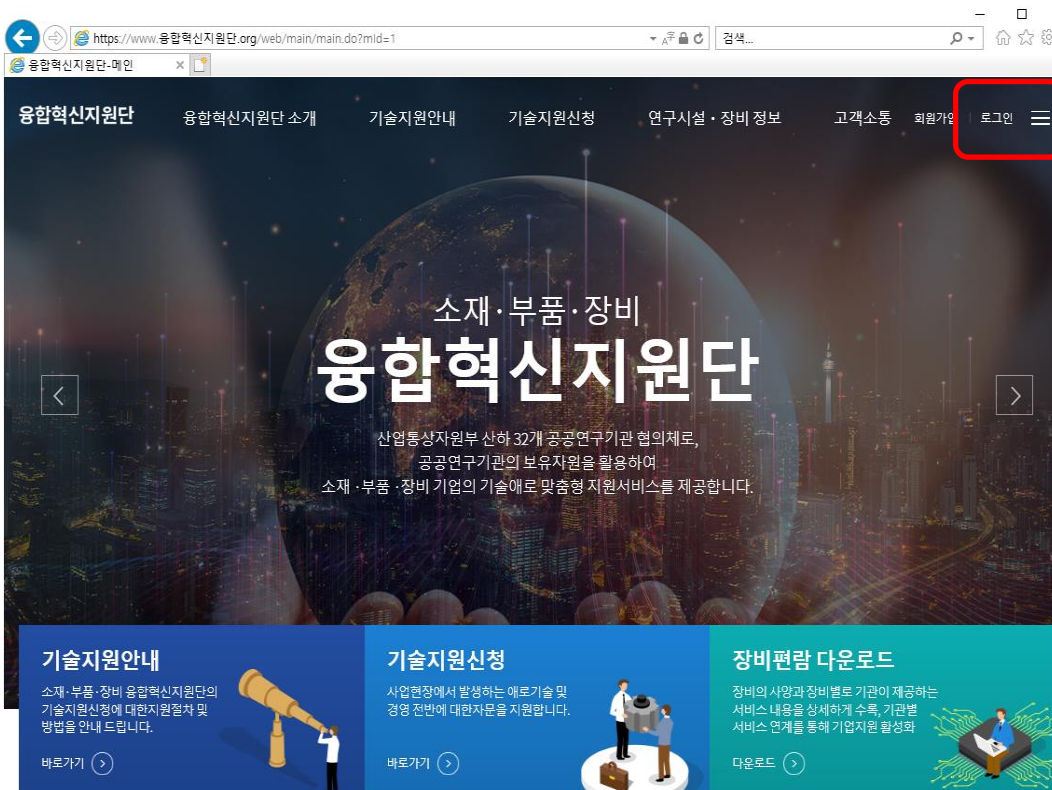 https://www.융합혁신지원단.org/web/main/main.do?mId=1
검색...
융합혁신지원단-메인
융합혁신지원단 융합혁신지원단 소개 기술지원안내 기술지원신청 연구시설·장비 정보 고객소통 회원가입 로그인
소재·부품·장비
융합혁신지원단
산업통상자원부 산하 32개 공공연구기관 협의체로,
공공연구기관의 보유자원을 활용하여
소재 ·부품 ·장비 기업의 기술애로 맞춤형 지원서비스를 제공합니다.
기술지원안내
소재·부품·장비 융합혁신지원단의
기술지원신청에 대한지원절차 및
방법을 안내 드립니다.
바로가기
기술지원신청
사업현장에서 발생하는 애로기술 및
경영 전반에 대한자문을 지원합니다.
바로가기
장비편람 다운로드
장비의 사양과 장비별로 기관이 제공하는
서비스 내용을 상세하게 수록, 기관별
서비스 연계를 통해 기업지원 활성화
다운로드